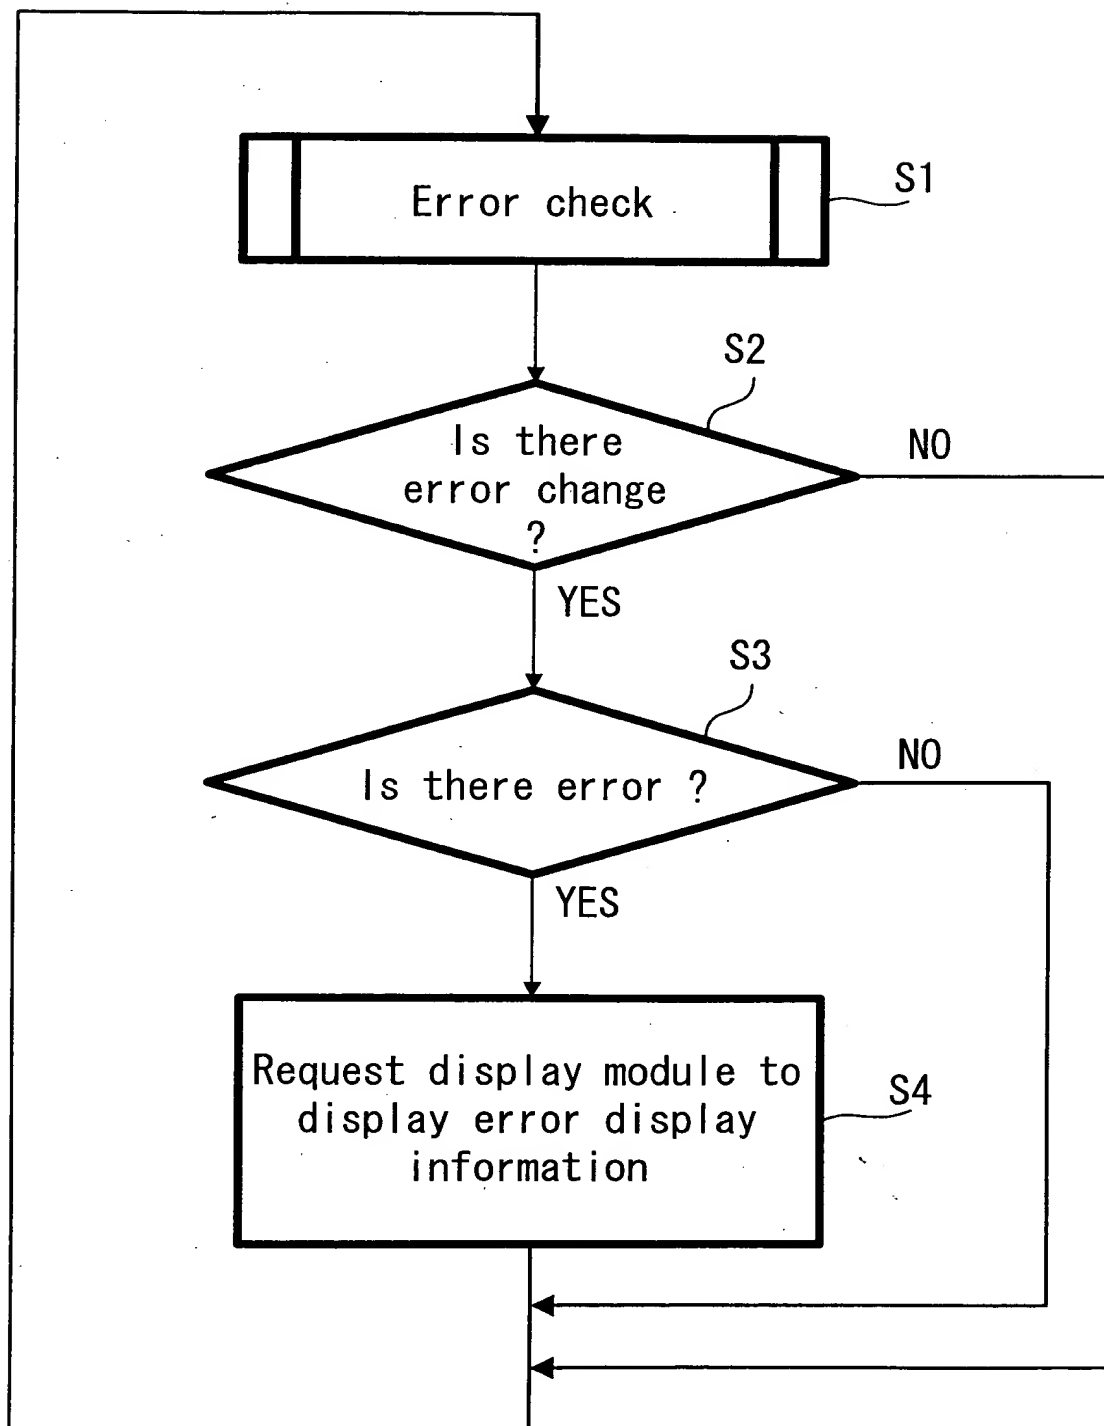 Error check
S1
S2
Is there
error change
?
NO
YES
S3
Is there error ?
NO
YES
Request display module to
display error display
information
S4